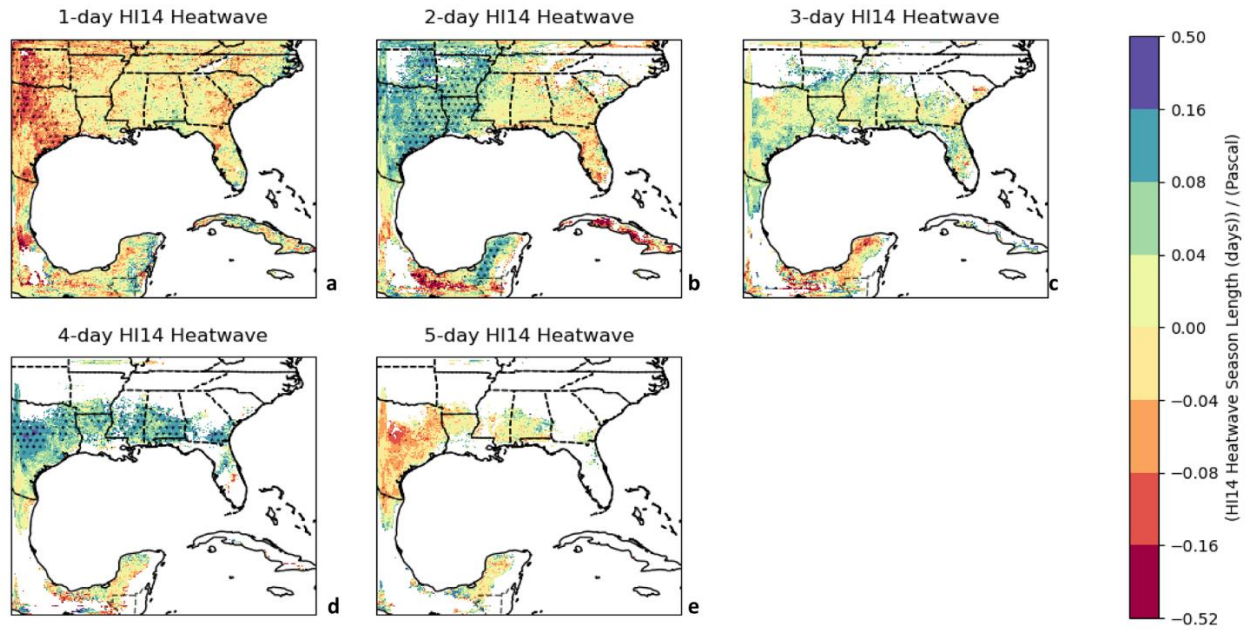 1-day HI14 Heatwave
2-day HI14 Heatwave
3-day HI14 Heatwave
a
b
c
4-day HI14 Heatwave
5-day HI14 Heatwave
d
e
0.50
0.16
0.08
0.04
0.00
−0.04
−0.08
−0.16
−0.52
(HI14 Heatwave Season Length (days)) / (Pascal)